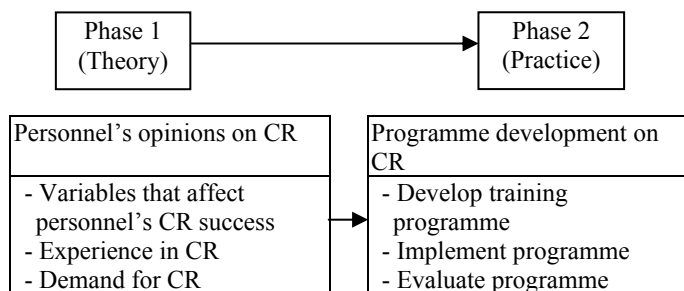 Phase 1
(Theory)
Phase 2
(Practice)
Personnel’s opinions on CR
- Variables that affect
personnel’s CR success
- Experience in CR
- Demand for CR
Programme development on
CR
- Develop training
programme
- Implement programme
- Evaluate programme